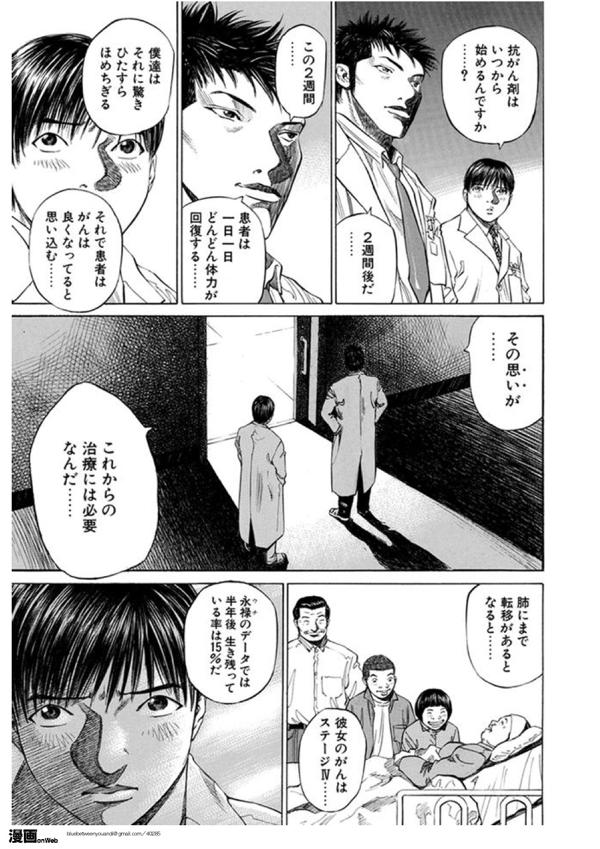 抗がん剤は
いつから
始めるんですか
……？
２週間後だ
この２週間
……
患者は
一日一日
どんどん体力が
回復する……
僕達は
それに驚き
ひたすら
ほめちぎる
それで患者は
がんは
良くなってると
思い込む……
その思いが
……
これからの
治療には必要
なんだ……
肺にまで
転移があると
なると……
彼女のがんは
ステージⅣ……
永禄のデータでは
ウチ
半年後 生き残って
いる率は15％だ
漫画 on Web
bluebetweenyouandi@gmail.com / 40285